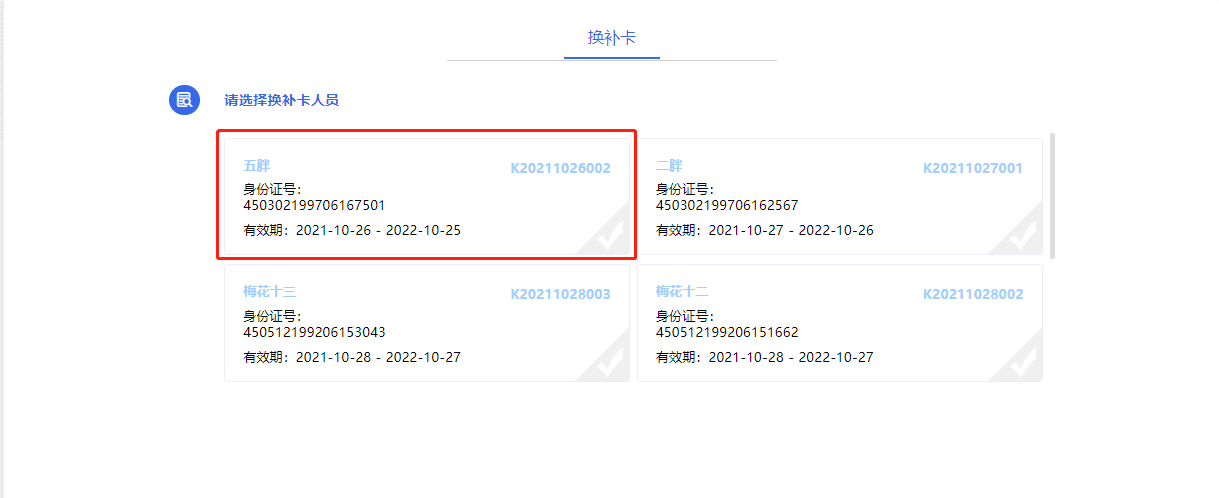 换补卡
请选择换补卡人员
五胖 K20211026002
身份证号：
450302199706167501
有效期：2021-10-26 - 2022-10-25
二胖 K20211027001
身份证号：
450302199706162567
有效期：2021-10-27 - 2022-10-26
梅花十三 K20211028003
身份证号：
450512199206153043
有效期：2021-10-28 - 2022-10-27
梅花十二 K20211028002
身份证号：
450512199206151662
有效期：2021-10-28 - 2022-10-27